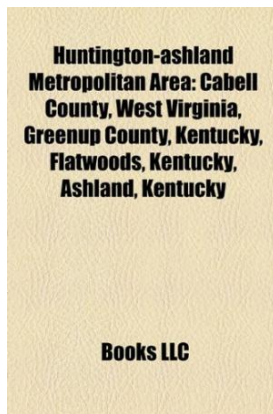 Huntington-ashland
Metropolitan Area: Cabell
County, West Virginia,
Greenup County, Kentucky,
Flatwoods, Kentucky,
Ashland, Kentucky
Books LLC